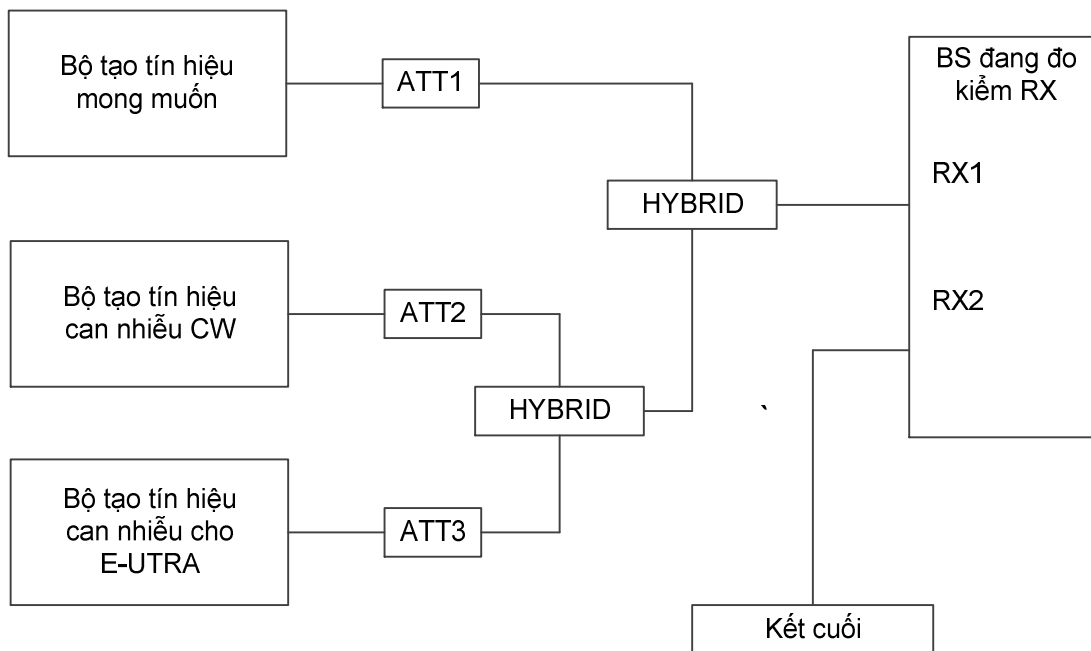 Bộ tạo tín hiệu
mong muốn
ATT1
BS đang đo
kiểm RX
RX1
HYBRID
Bộ tạo tín hiệu
can nhiễu CW
ATT2
RX2
HYBRID
Bộ tạo tín hiệu
can nhiễu cho
E-UTRA
ATT3
Kết cuối